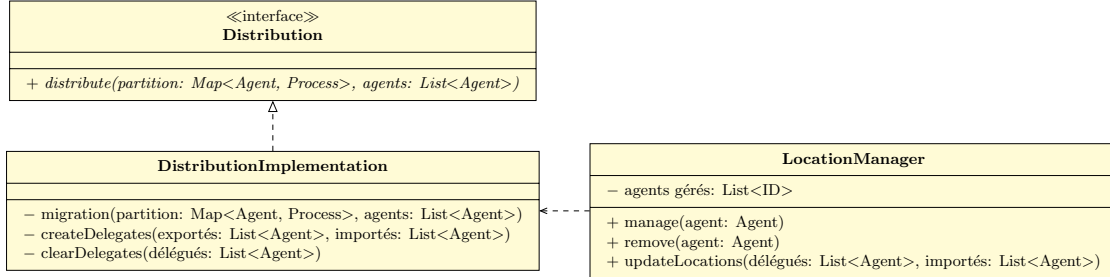 ≪interface≫
Distribution
+ distribute(partition: Map<Agent, Process>, agents: List<Agent>)
DistributionImplementation
− migration(partition: Map<Agent, Process>, agents: List<Agent>)
− createDelegates(exportés: List<Agent>, importés: List<Agent>)
− clearDelegates(délégués: List<Agent>)
LocationManager
− agents gérés: List<ID>
+ manage(agent: Agent)
+ remove(agent: Agent)
+ updateLocations(délégués: List<Agent>, importés: List<Agent>)